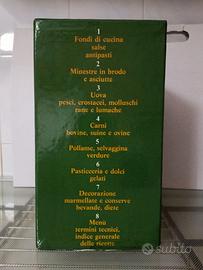 1
Fondi di cucina
salse
antipasti
2
Minestre in brodo
e asciutte
3
Uova
pesci, crostacei, molluschi
rane e lumache
4
Carni
bovine, suine e ovine
5
Pollame, selvaggina
verdure
6
Pasticceria e dolci
gelati
7
Decorazione
marmellate e conserve
bevande, diete
8
Menù
termini tecnici,
indice generale
delle ricette
subito